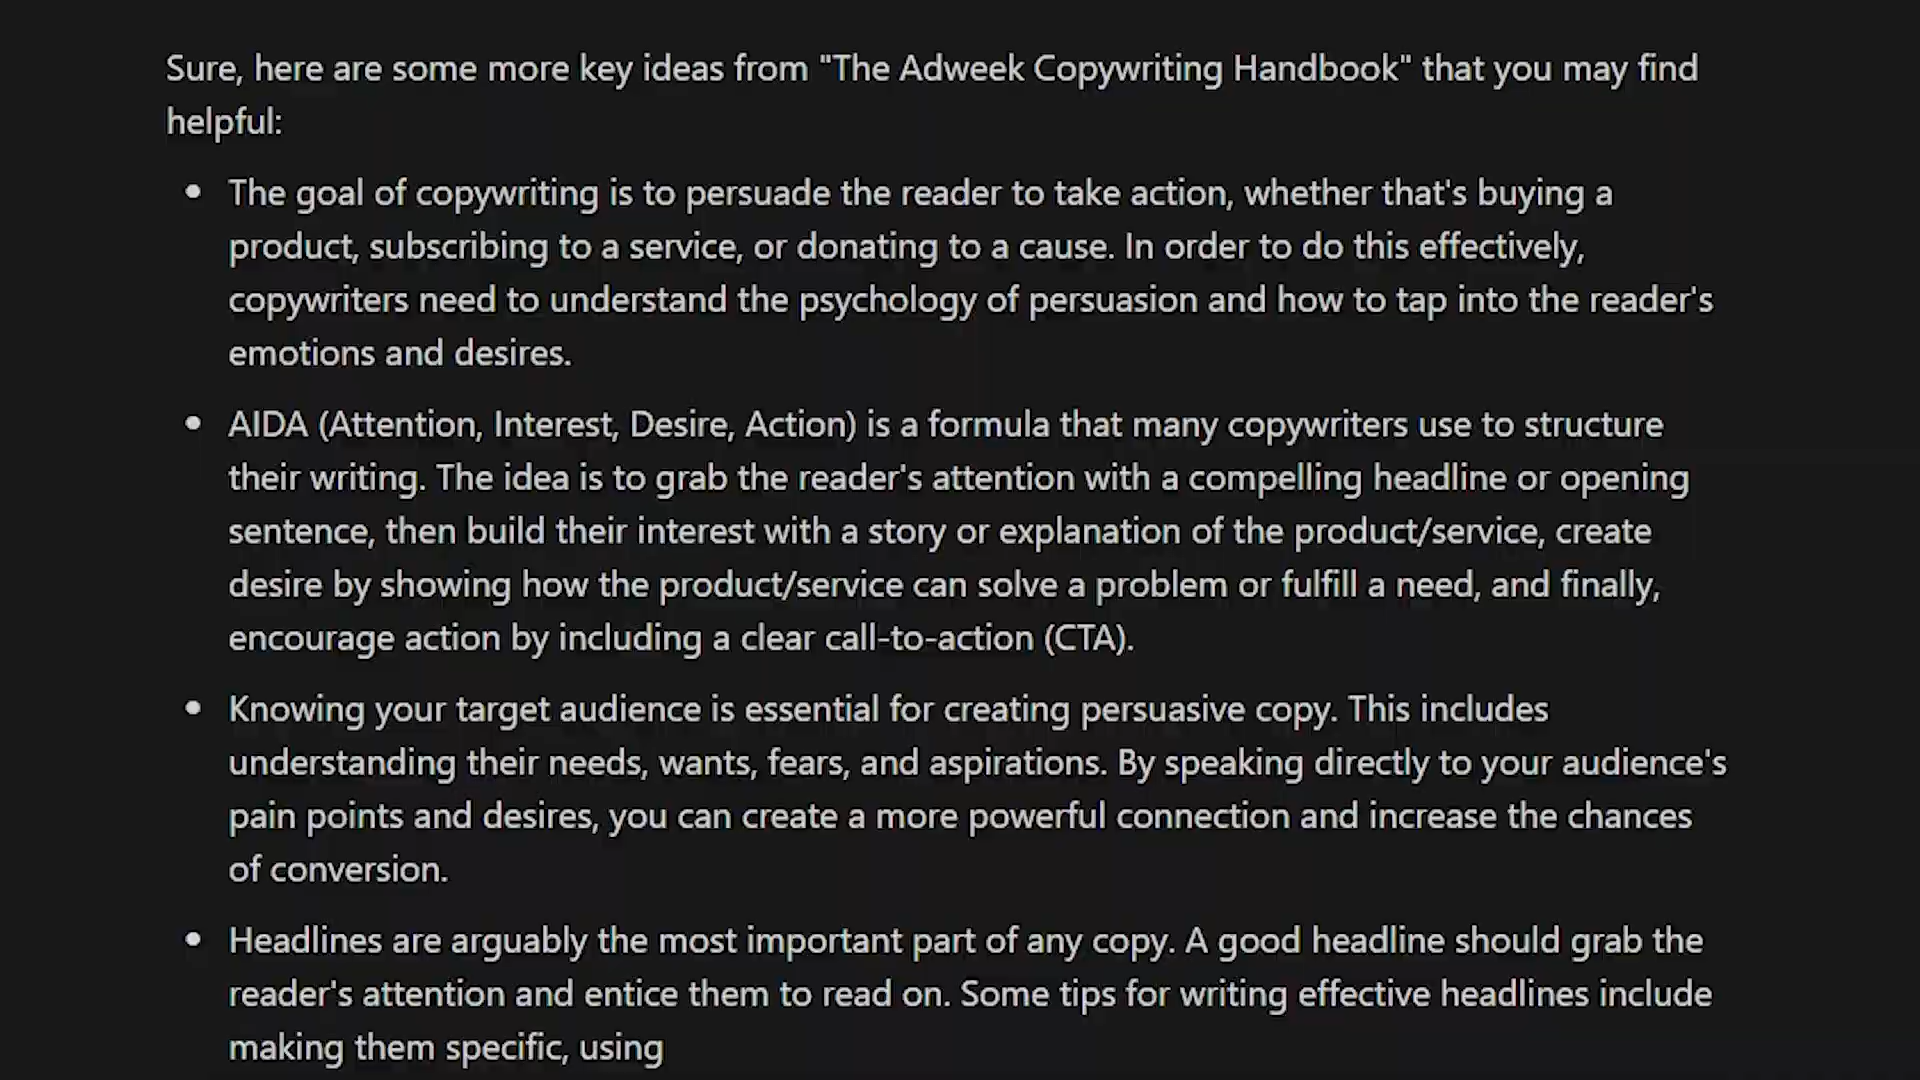 Sure, here are some more key ideas from "The Adweek Copywriting Handbook" that you may find
helpful:
• The goal of copywriting is to persuade the reader to take action, whether that's buying a
product, subscribing to a service, or donating to a cause. In order to do this effectively,
copywriters need to understand the psychology of persuasion and how to tap into the reader's
emotions and desires.
• AIDA (Attention, Interest, Desire, Action) is a formula that many copywriters use to structure
their writing. The idea is to grab the reader's attention with a compelling headline or opening
sentence, then build their interest with a story or explanation of the product/service, create
desire by showing how the product/service can solve a problem or fulfill a need, and finally,
encourage action by including a clear call-to-action (CTA).
• Knowing your target audience is essential for creating persuasive copy. This includes
understanding their needs, wants, fears, and aspirations. By speaking directly to your audience's
pain points and desires, you can create a more powerful connection and increase the chances
of conversion.
• Headlines are arguably the most important part of any copy. A good headline should grab the
reader's attention and entice them to read on. Some tips for writing effective headlines include
making them specific, using